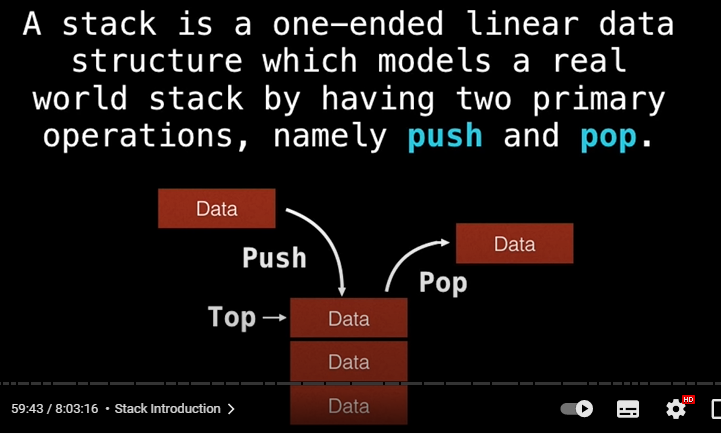 A stack is a one-ended linear data
structure which models a real
world stack by having two primary
operations, namely push and pop.
Data
Data
Push
Pop
Top
Data
Data
Data
59:43 / 8:03:16 • Stack Introduction
HD